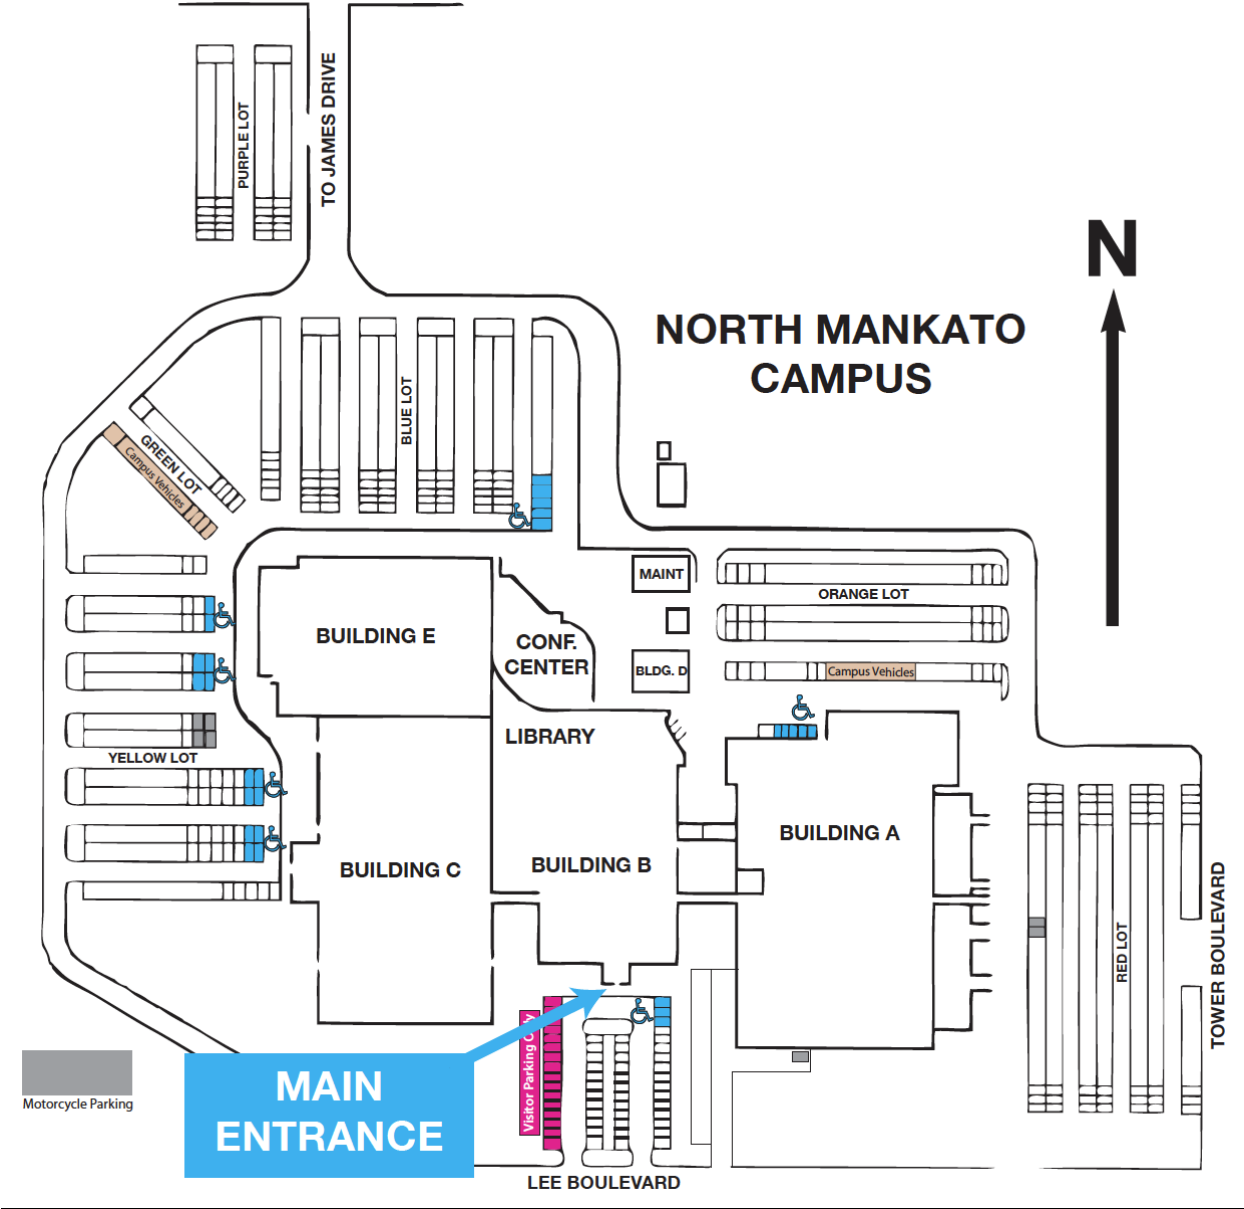 TO JAMES DRIVE
PURPLE LOT
N
NORTH MANKATO
CAMPUS
BLUE LOT
GREEN LOT
Campus Vehicles
MAINT
ORANGE LOT
BUILDING E
CONF.
CENTER
BLDG. D
Campus Vehicles
LIBRARY
YELLOW LOT
BUILDING A
BUILDING B
BUILDING C
RED LOT
TOWER BOULEVARD
Visitor Parking Only
Motorcycle Parking
MAIN
ENTRANCE
LEE BOULEVARD